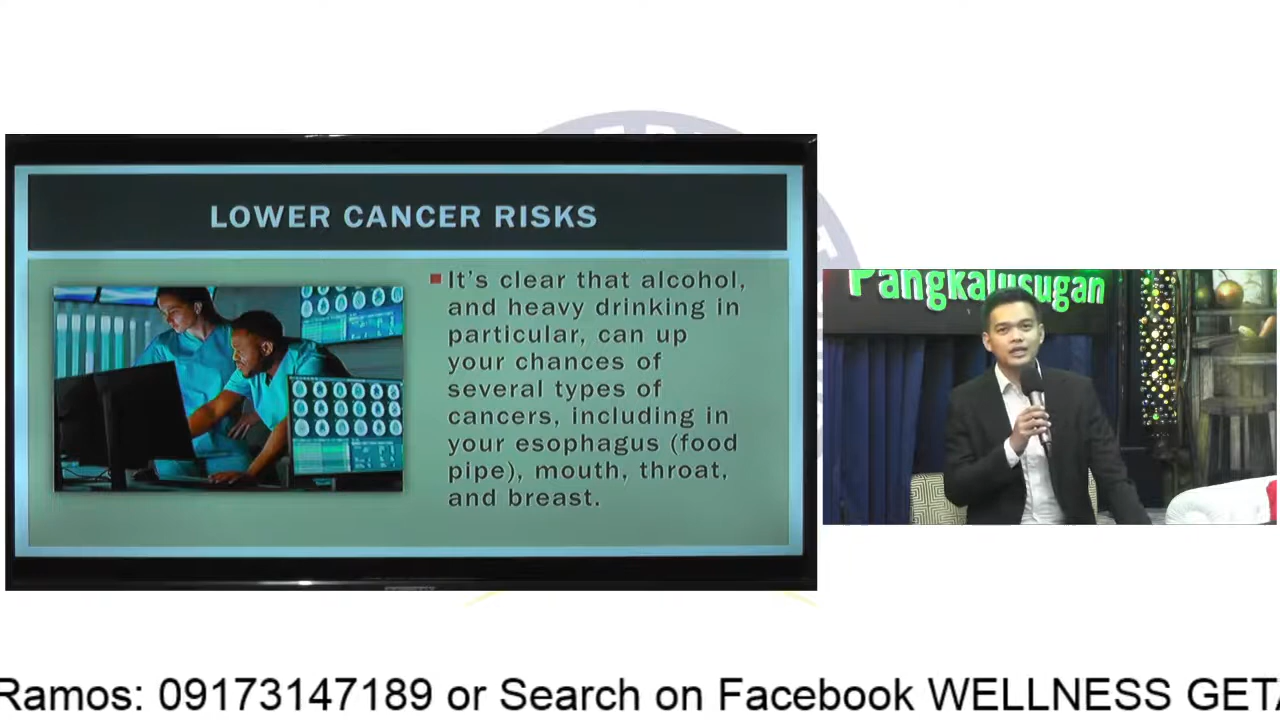 LOWER CANCER RISKS
It's clear that alcohol,
and heavy drinking in
particular, can up
your chances of
several types of
cancers, including in
your esophagus (food
pipe), mouth, throat,
and breast.
Pangkalusugan
Ramos: 09173147189 or Search on Facebook WELLNESS GETA